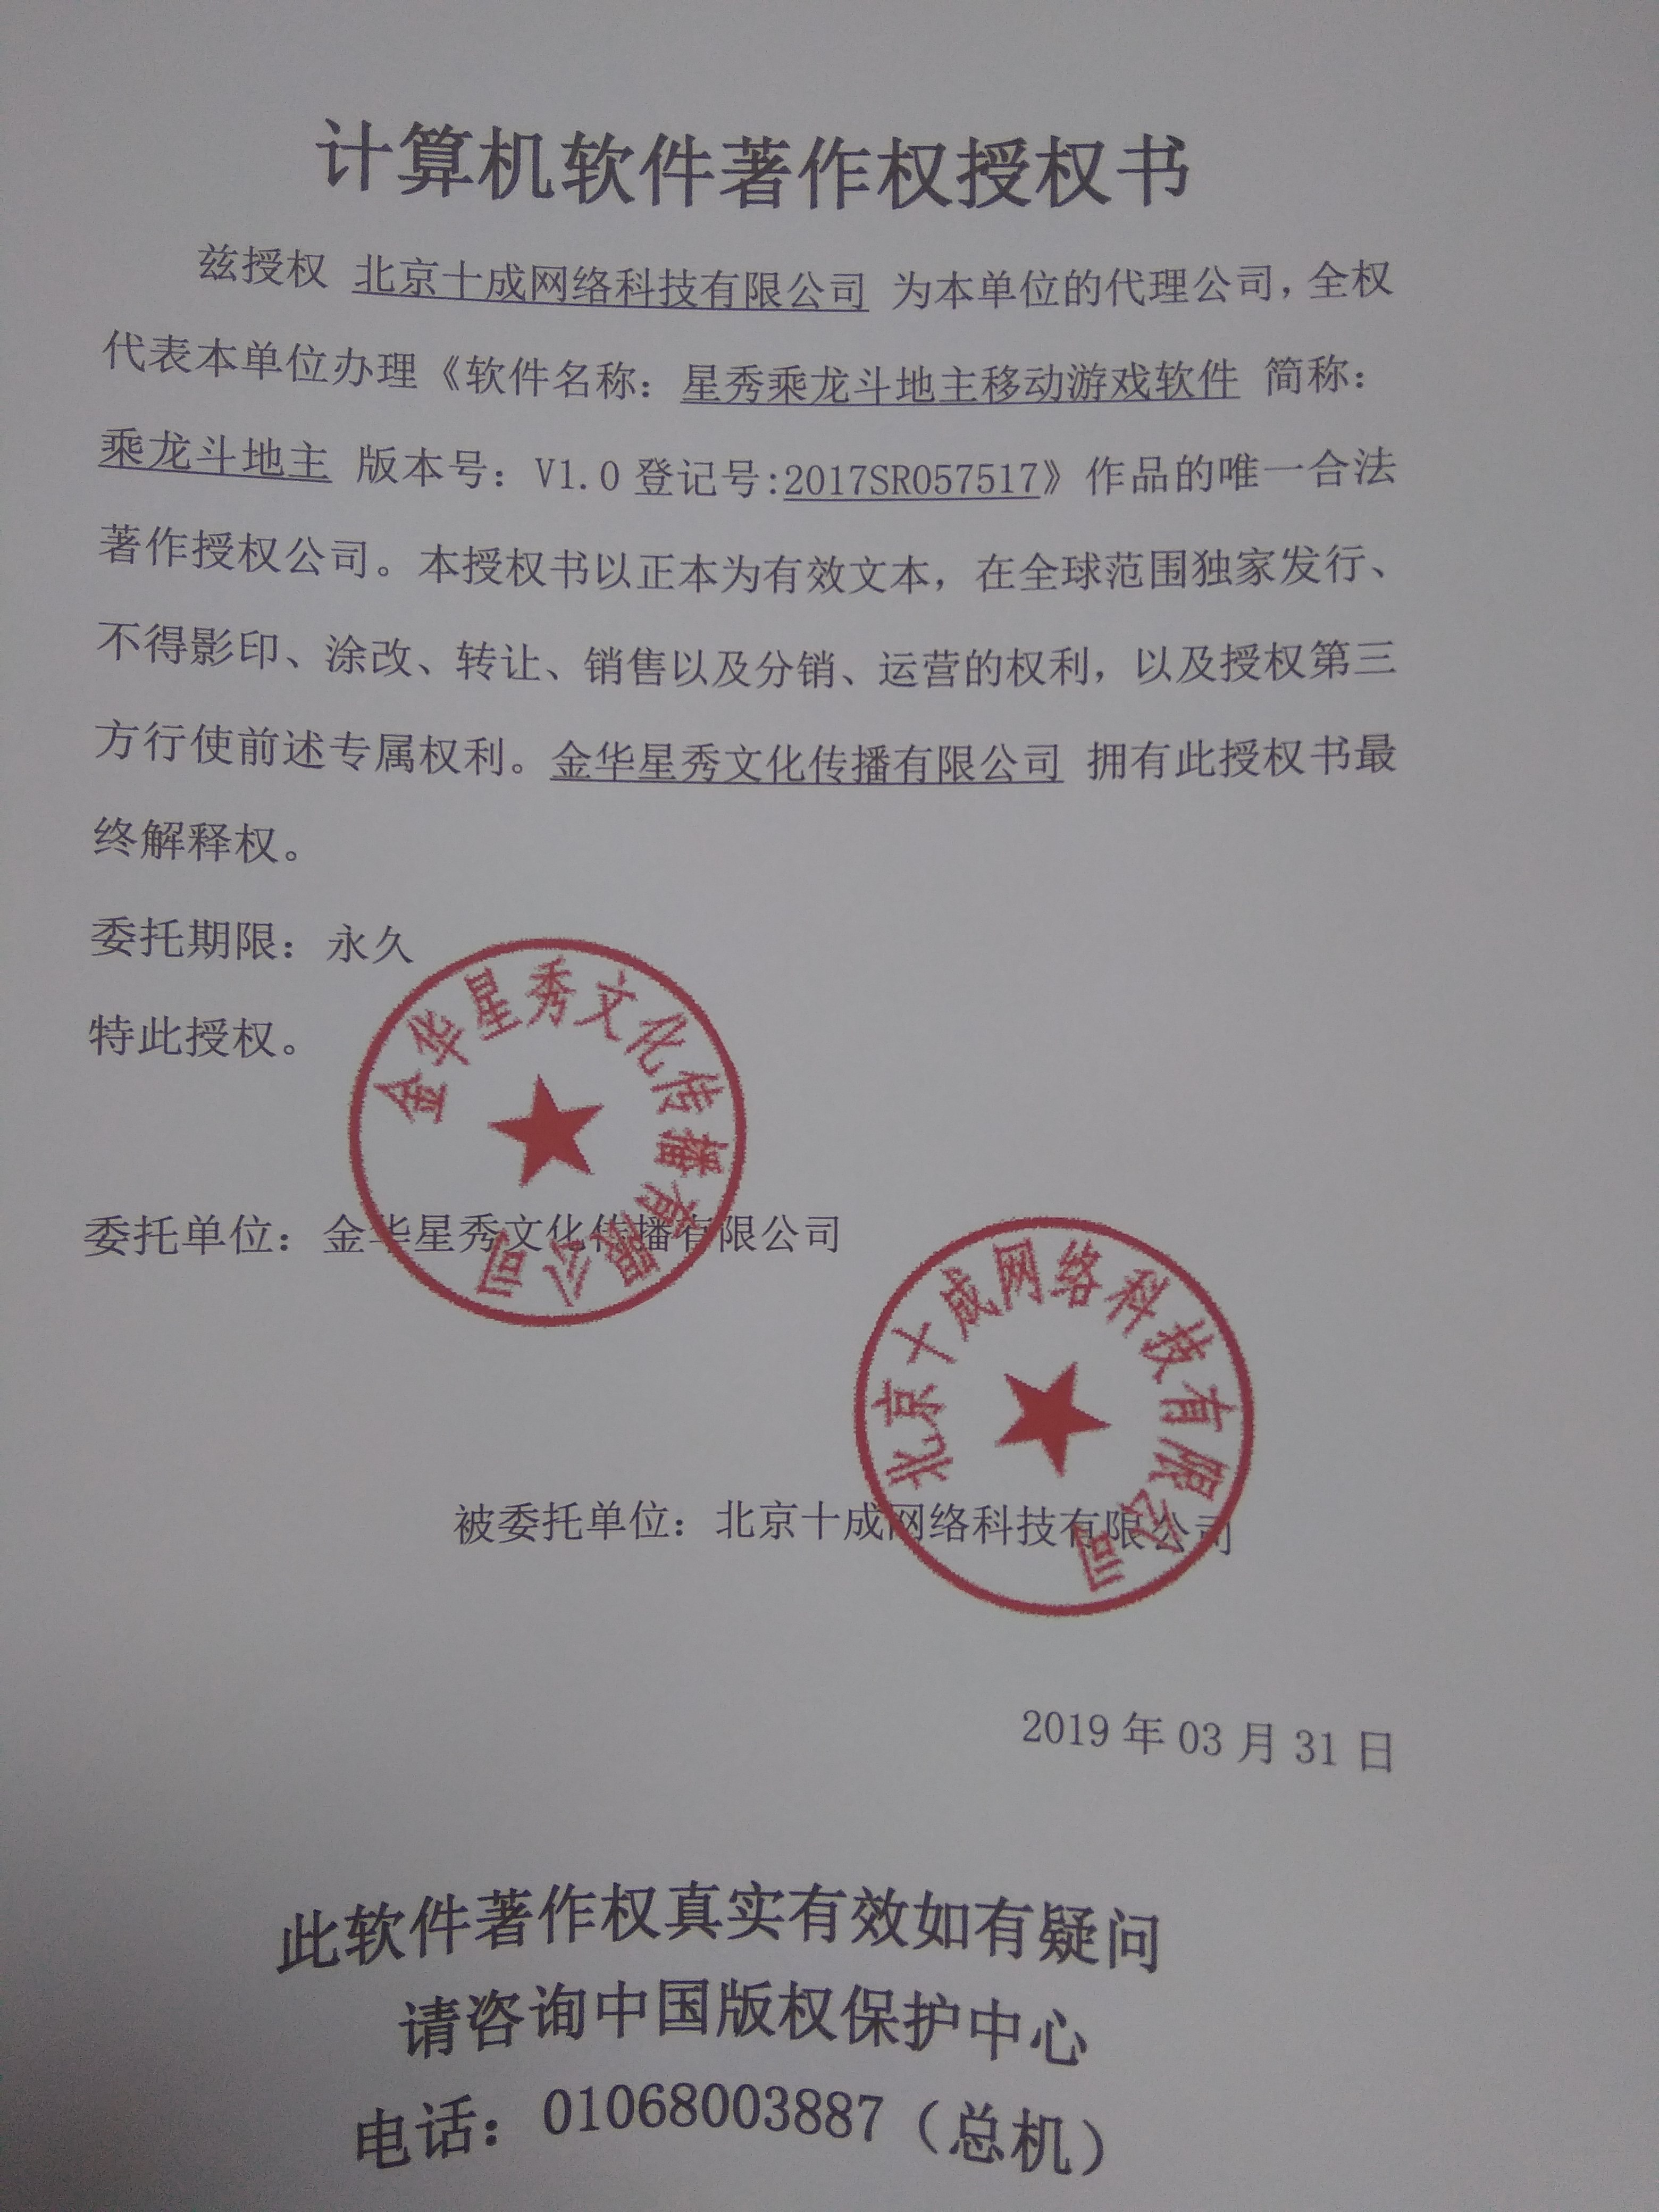 计算机软件著作权授权书
兹授权 北京十成网络科技有限公司 为本单位的代理公司，全权
代表本单位办理《软件名称：星秀乘龙斗地主移动游戏软件 简称：
乘龙斗地主 版本号：V1.0登记号:2017SR057517》作品的唯一合法
著作授权公司。本授权书以正本为有效文本，在全球范围独家发行、
不得影印、涂改、转让、销售以及分销、运营的权利，以及授权第三
方行使前述专属权利。金华星秀文化传播有限公司 拥有此授权书最
终解释权。
委托期限：永久
特此授权。
金华星秀文化传播有限公司
委托单位：金华星秀文化传播有限公司
北京十成网络科技有限公司
被委托单位：北京十成网络科技有限公司
2019年03月31日
此软件著作权真实有效如有疑问
请咨询中国版权保护中心
电话：01068003887（总机）